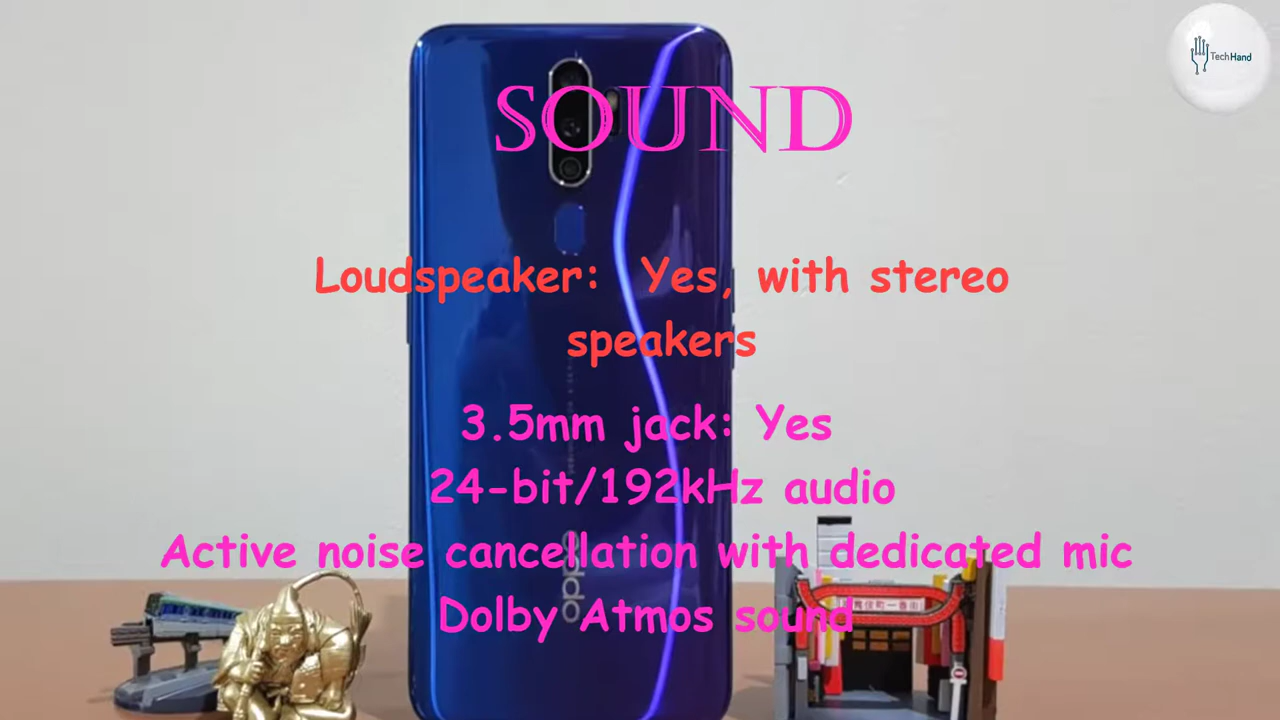 TechHand
SOUND
Loudspeaker: Yes, with stereo
speakers
3.5mm jack: Yes
24-bit/192kHz audio
Active noise cancellation with dedicated mic
Dolby Atmos sound
oppo